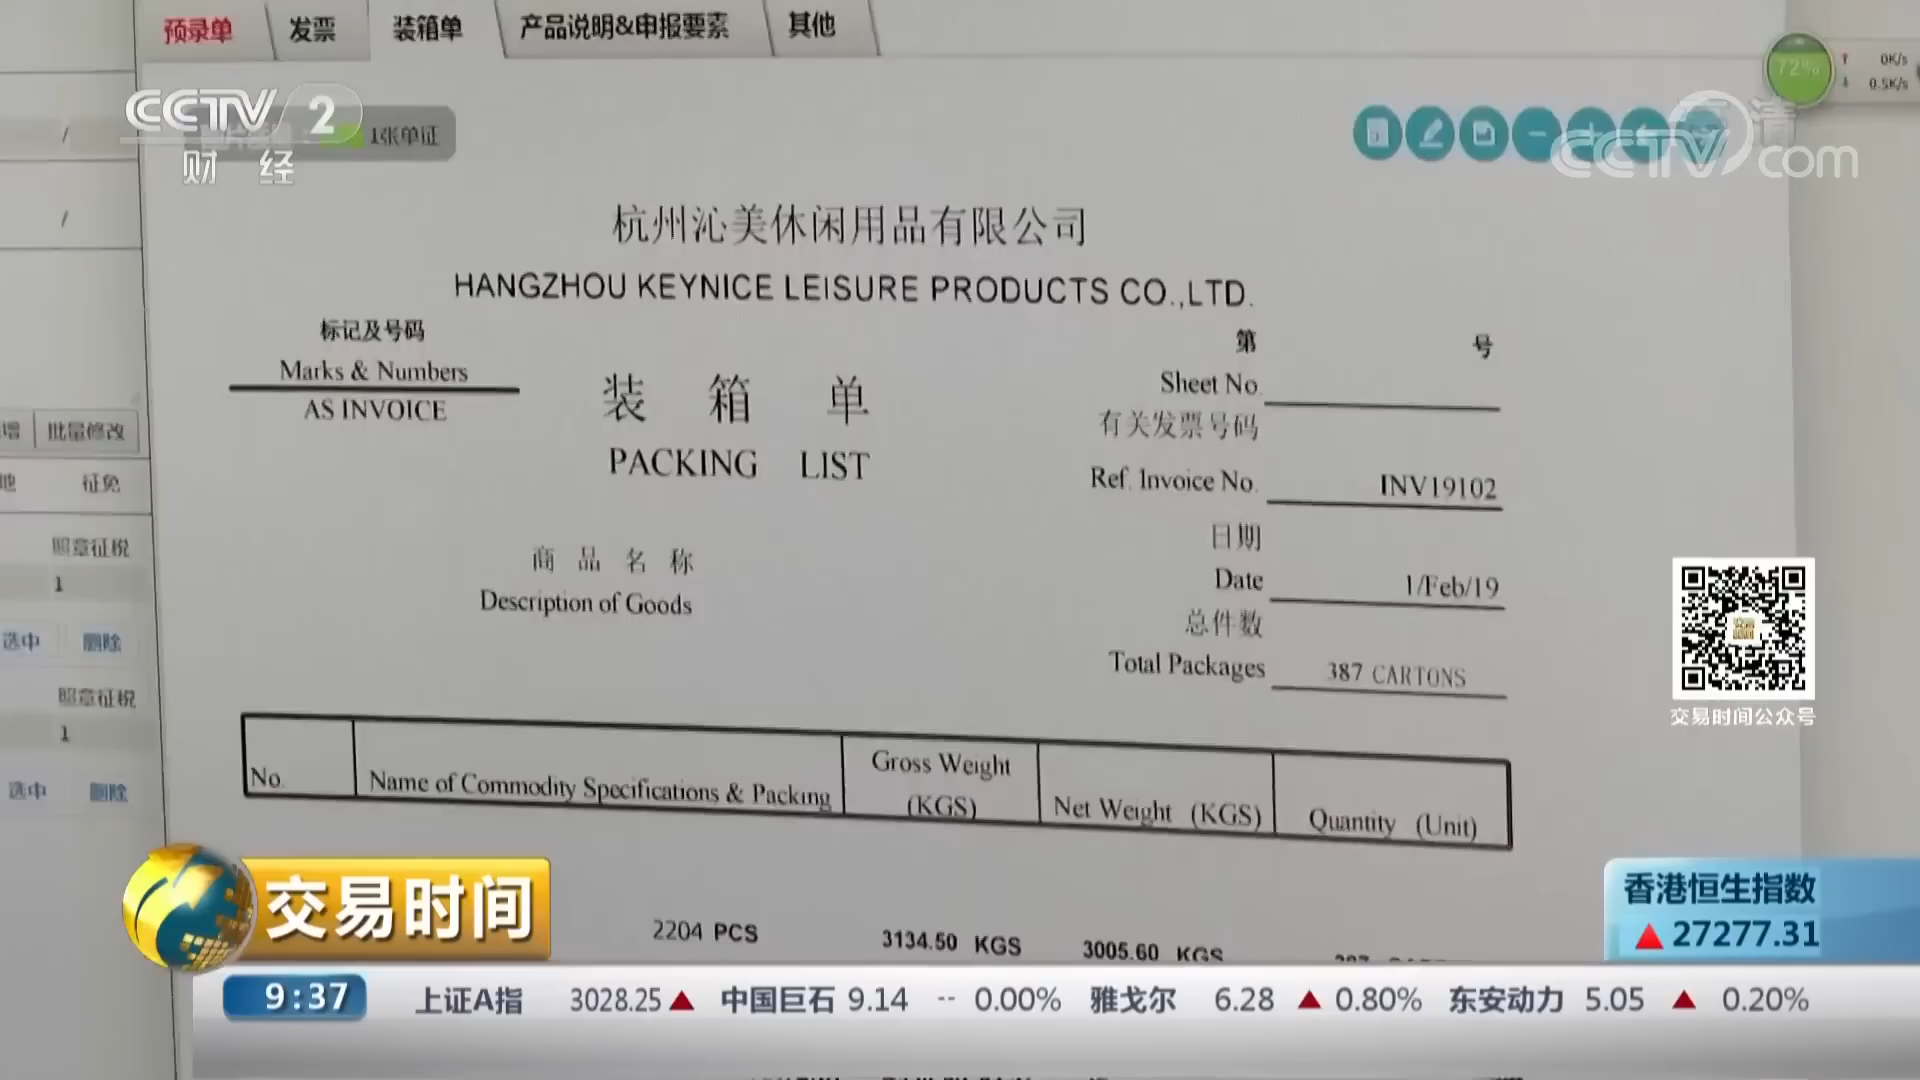 预录单 发票 装箱单 产品说明&申报要素 其他
72% 0K/s
0.5K/s
CCTV 2 1张单证
财 经
CCTV com
杭州沁美休闲用品有限公司
HANGZHOU KEYNICE LEISURE PRODUCTS CO.,LTD.
标记及号码
Marks & Numbers
AS INVOICE
装 箱 单
PACKING LIST
第 号
Sheet No.
有关发票号码
Ref. Invoice No. INV19102
日期
Date 1/Feb/19
总件数
Total Packages 387 CARTONS
商 品 名 称
Description of Goods
增 批量修改
地 征免
照章征税
1
选中 删除
照章征税
1
选中 删除
No. Name of Commodity Specifications & Packing Gross Weight (KGS) Net Weight (KGS) Quantity (Unit)
2204 PCS 3134.50 KGS 3005.60 KGS
交易时间公众号
交易时间
香港恒生指数
▲27277.31
9:37 上证A指 3028.25▲ 中国巨石 9.14 -- 0.00% 雅戈尔 6.28 ▲ 0.80% 东安动力 5.05 ▲ 0.20%